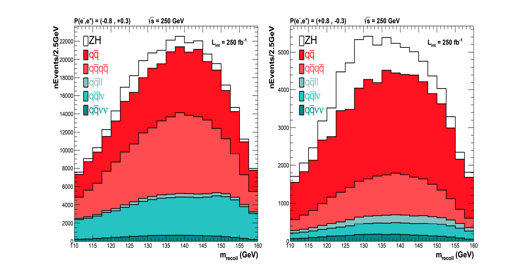 P(e⁻,e⁺) = (-0.8 , +0.3) √s = 250 GeV
nEvents/2.5GeV
L_tot = 250 fb⁻¹
ZH
qq̄
qq̄qq̄
qq̄ll
qq̄lν
qq̄νν
22000
20000
18000
16000
14000
12000
10000
8000
6000
4000
2000
0
110 115 120 125 130 135 140 145 150 155 160
m_recoil (GeV)
P(e⁻,e⁺) = (+0.8 , -0.3) √s = 250 GeV
nEvents/2.5GeV
L_tot = 250 fb⁻¹
ZH
qq̄
qq̄qq̄
qq̄ll
qq̄lν
qq̄νν
5000
4000
3000
2000
1000
0
110 115 120 125 130 135 140 145 150 155 160
m_recoil (GeV)